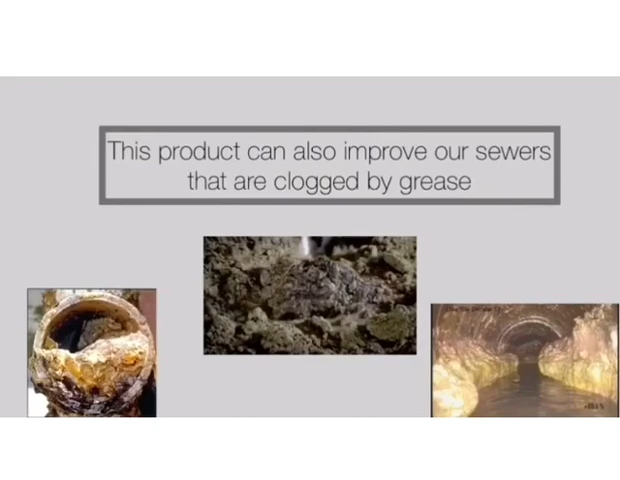 This product can also improve our sewers
that are clogged by grease